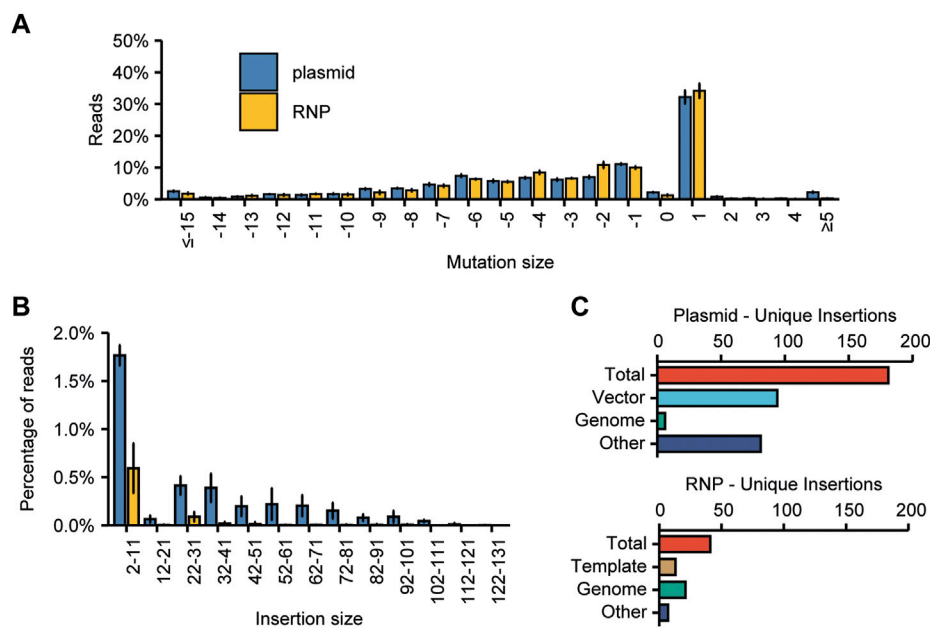 A
50%
40%
30%
20%
10%
0%
Reads
plasmid
RNP
≤-15
-14
-13
-12
-11
-10
-9
-8
-7
-6
-5
-4
-3
-2
-1
0
1
2
3
4
≥5
Mutation size
B
2.0%
1.5%
1.0%
0.5%
0.0%
Percentage of reads
2-11
12-21
22-31
32-41
42-51
52-61
62-71
72-81
82-91
92-101
102-111
112-121
122-131
Insertion size
C
Plasmid - Unique Insertions
0 50 100 150 200
Total
Vector
Genome
Other
RNP - Unique Insertions
0 50 100 150 200
Total
Template
Genome
Other